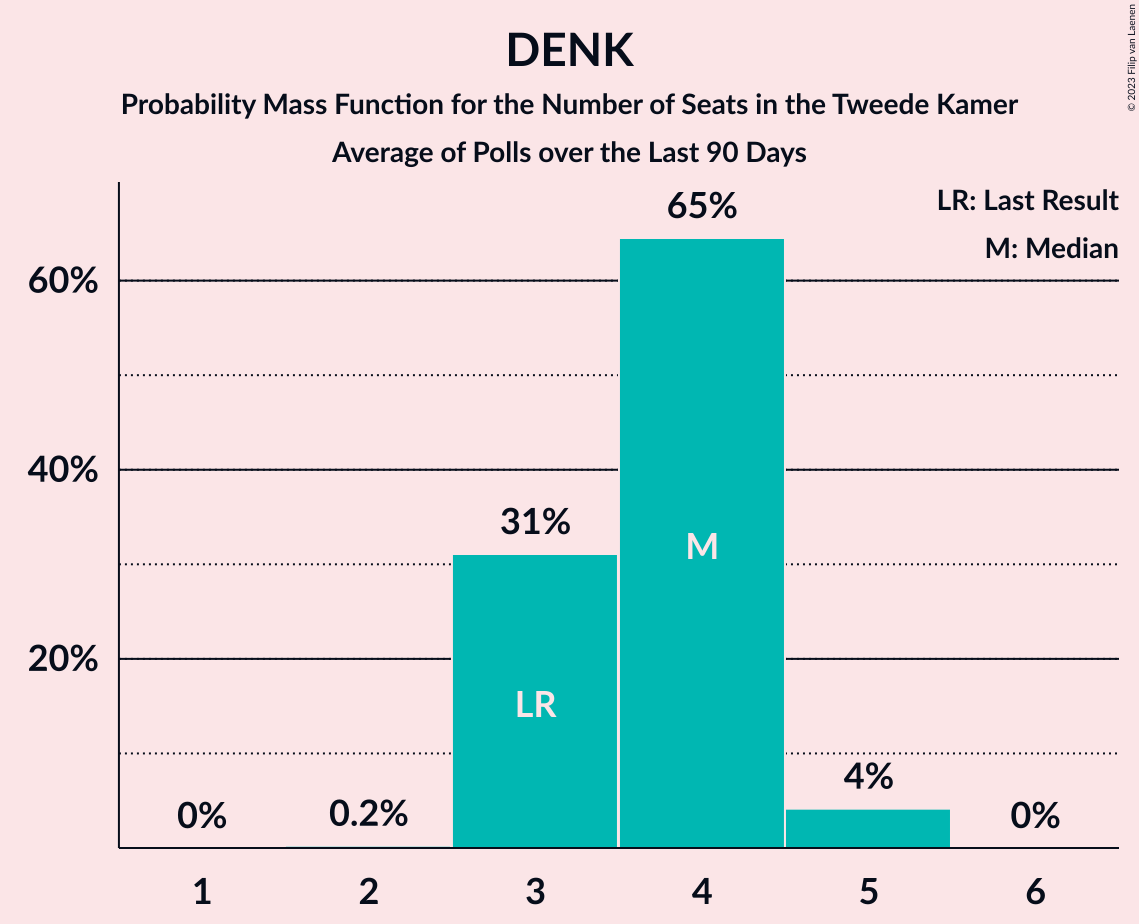 DENK
Probability Mass Function for the Number of Seats in the Tweede Kamer
Average of Polls over the Last 90 Days
© 2023 Filip van Laenen
LR: Last Result
M: Median
60%
40%
20%
0%
0.2%
31%
65%
4%
0%
LR
M
1
2
3
4
5
6